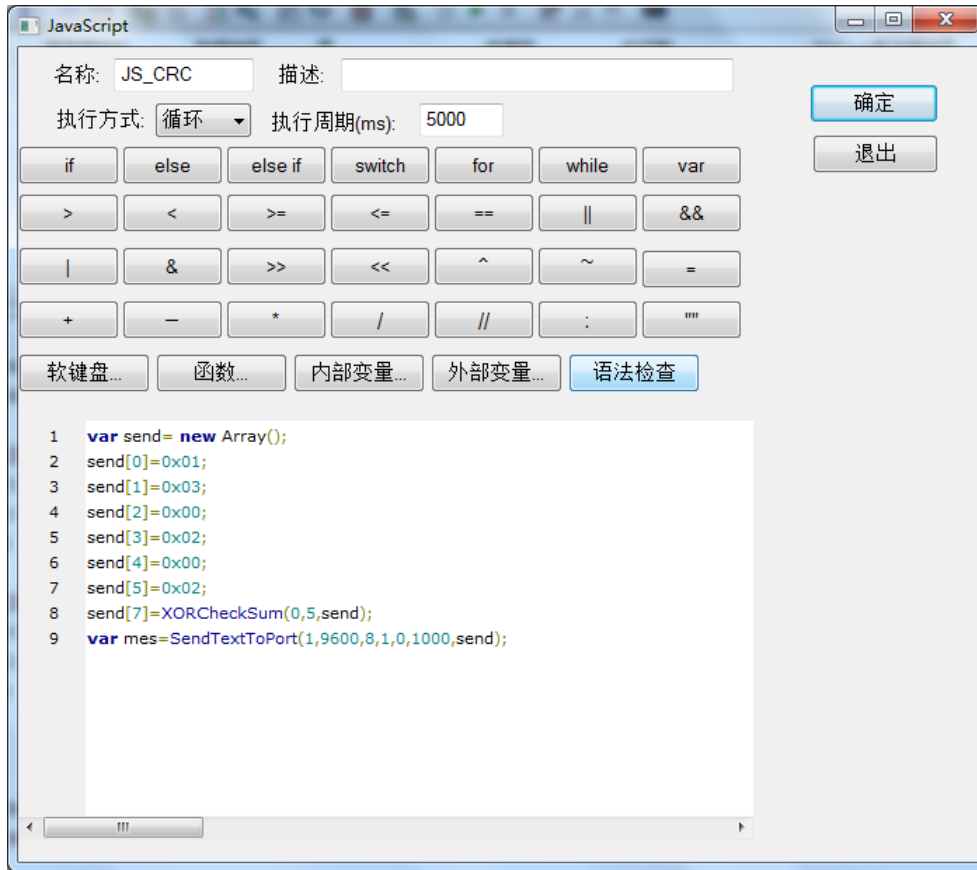 JavaScript
名称: JS_CRC 描述:
执行方式: 循环 执行周期(ms): 5000
确定
退出
if else else if switch for while var
> < >= <= == || &&
| & >> << ^ ~ =
+ — * / // ; ""
软键盘... 函数... 内部变量... 外部变量... 语法检查
1 var send= new Array();
2 send[0]=0x01;
3 send[1]=0x03;
4 send[2]=0x00;
5 send[3]=0x02;
6 send[4]=0x00;
7 send[5]=0x02;
8 send[7]=XORCheckSum(0,5,send);
9 var mes=SendTextToPort(1,9600,8,1,0,1000,send);